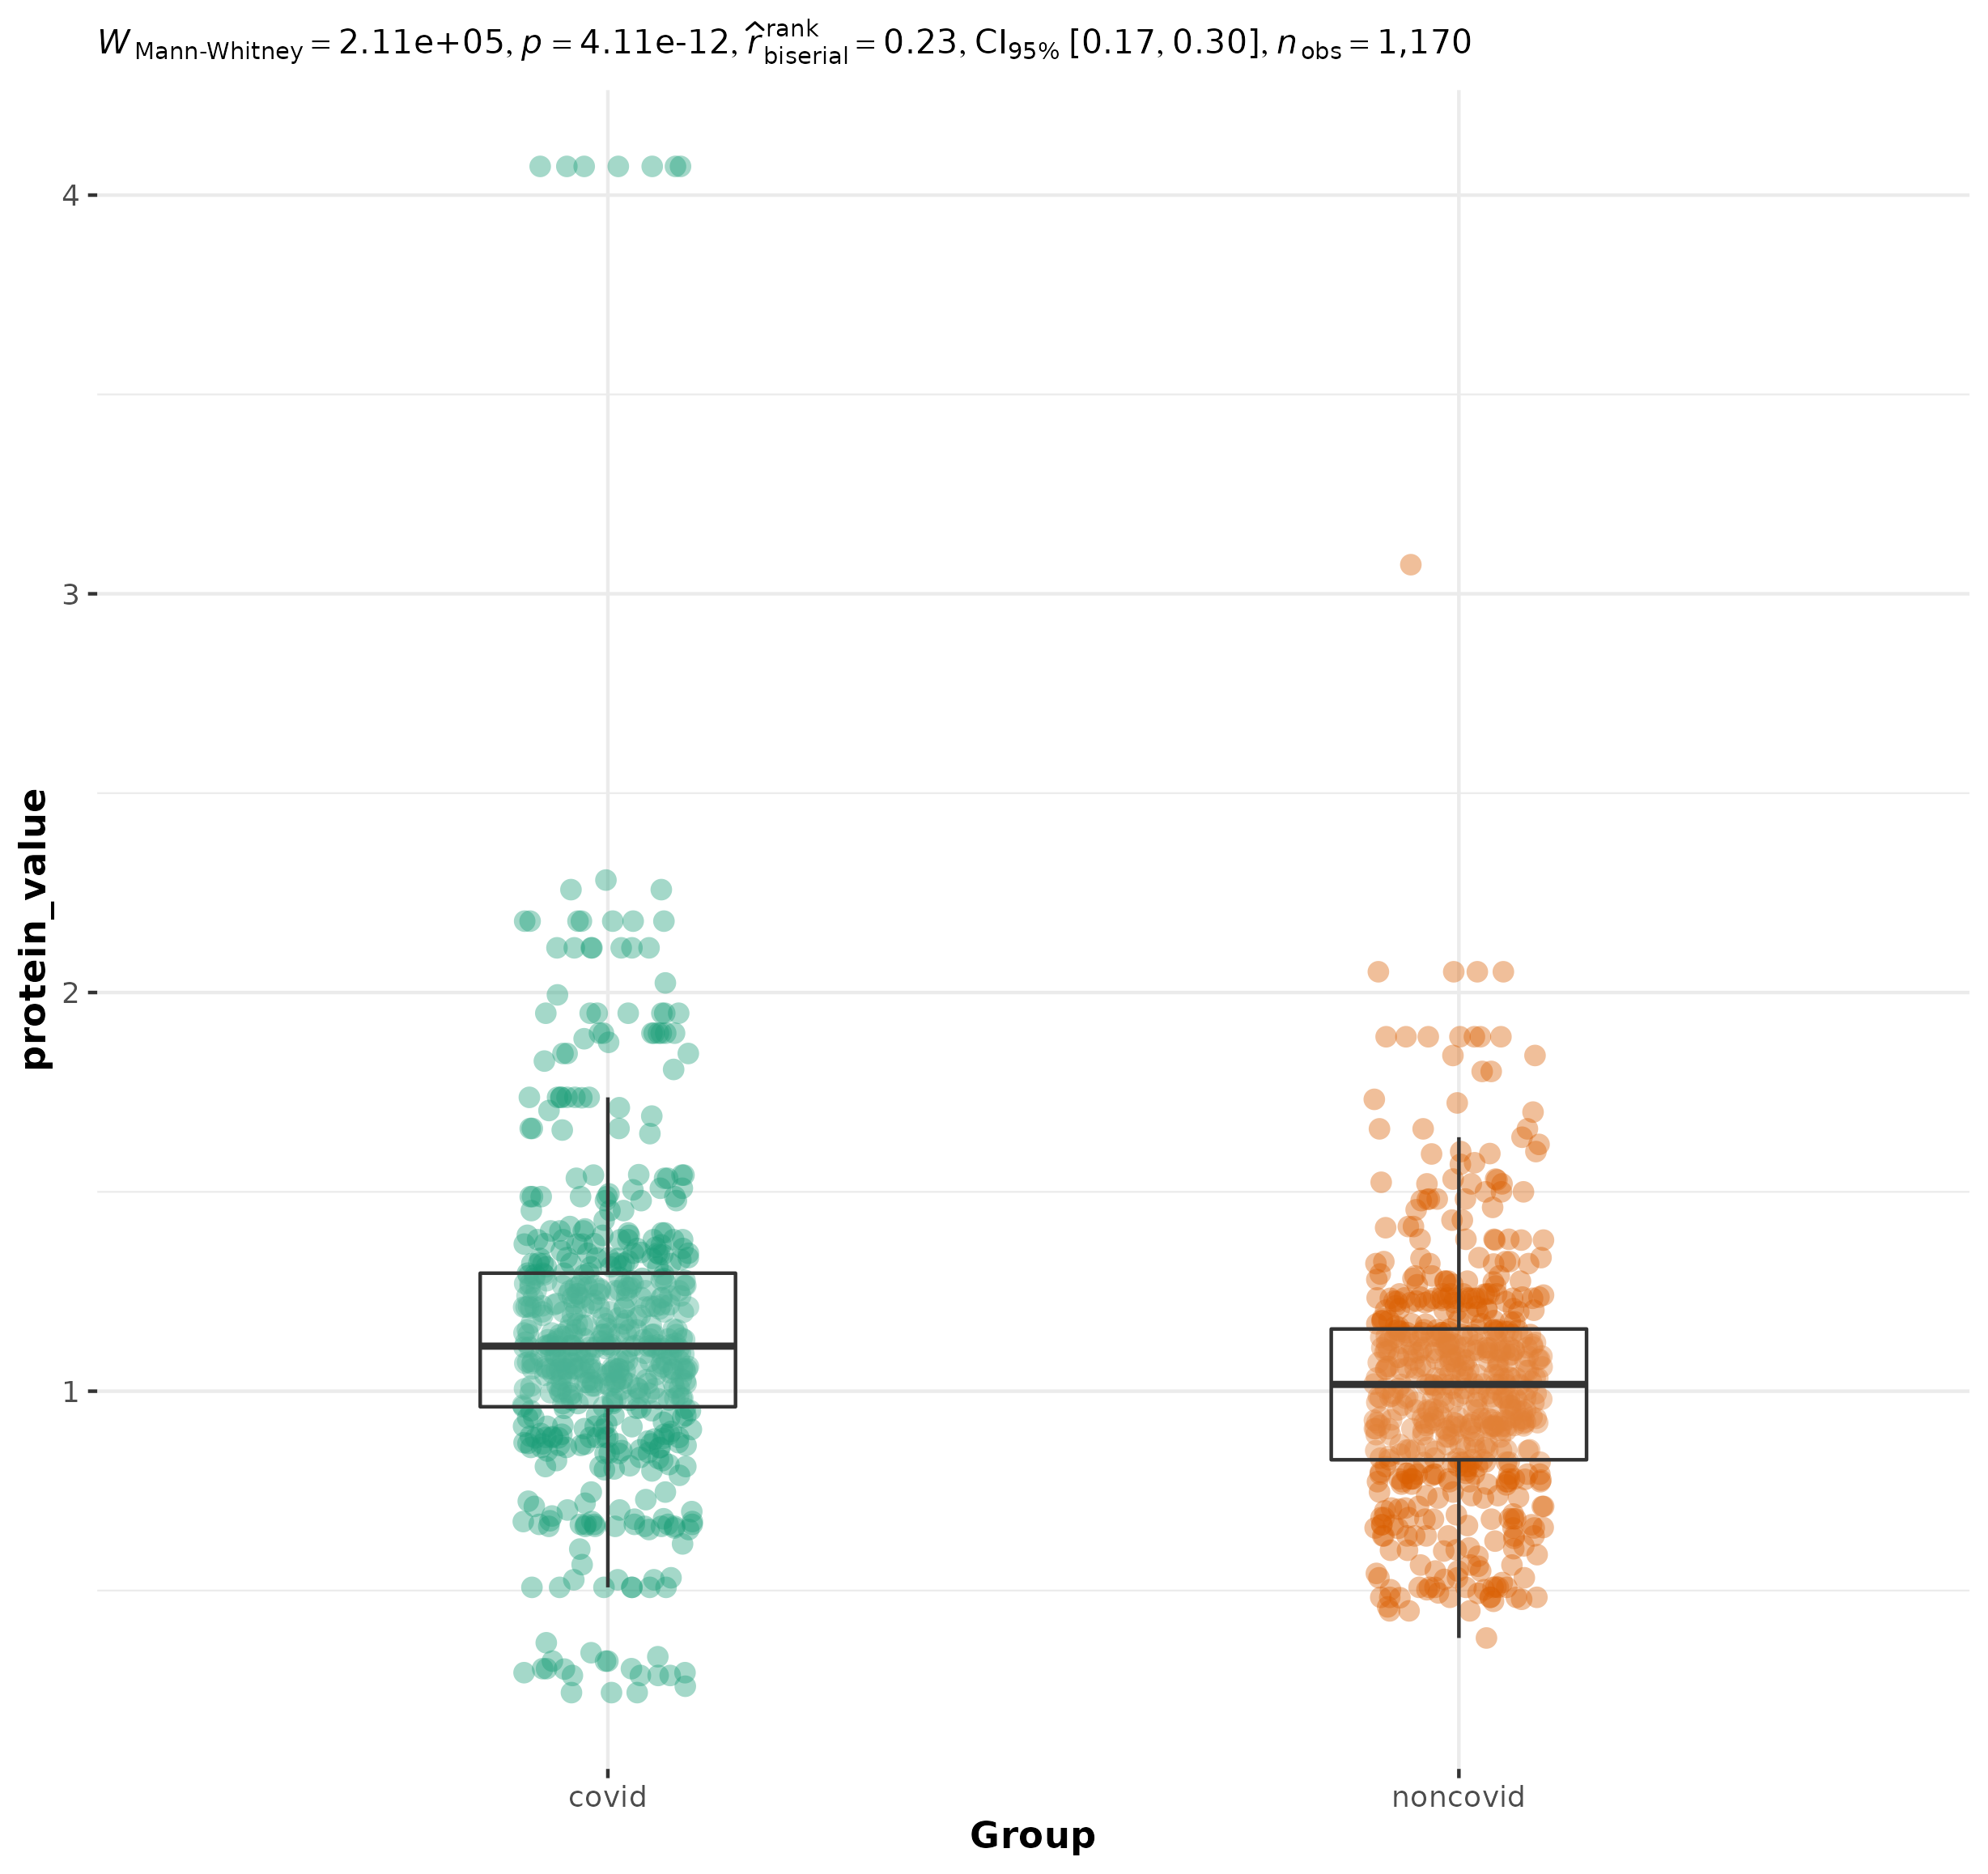 W Mann-Whitney = 2.11e+05, p = 4.11e-12, r̂ rank biserial = 0.23, CI95% [0.17, 0.30], n obs = 1,170
4
3
2
1
protein_value
covid noncovid
Group